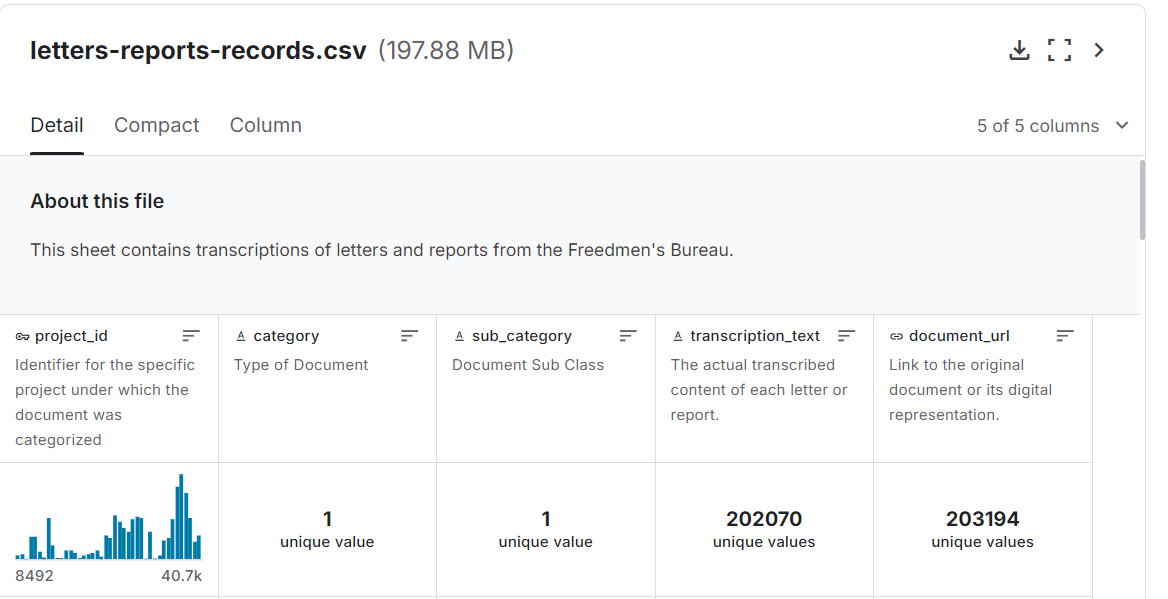 letters-reports-records.csv (197.88 MB)
Detail Compact Column 5 of 5 columns
About this file
This sheet contains transcriptions of letters and reports from the Freedmen's Bureau.
project_id
Identifier for the specific
project under which the
document was
categorized
category
Type of Document
sub_category
Document Sub Class
transcription_text
The actual transcribed
content of each letter or
report.
document_url
Link to the original
document or its digital
representation.
8492 40.7k
1
unique value
1
unique value
202070
unique values
203194
unique values